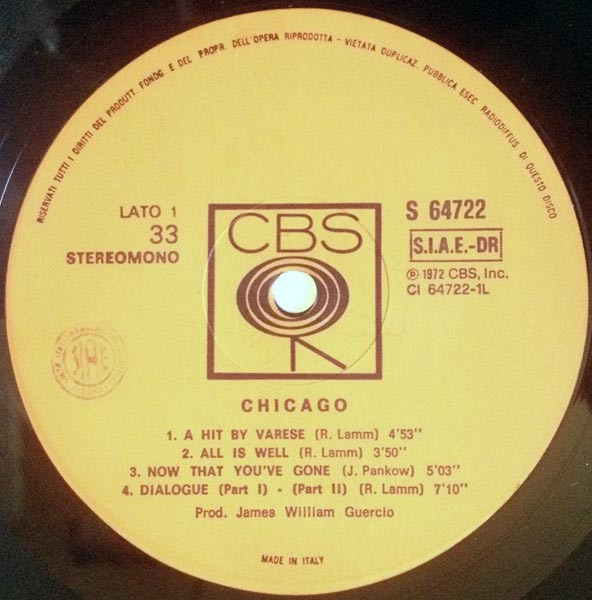 RISERVATI TUTTI I DIRITTI DEL PRODUTT. FONOG. E DEL PROPR. DELL'OPERA RIPRODOTTA - VIETATA DUPLICAZ. PUBBLICA ESEC. RADIODIFFUS. DI QUESTO DISCO
LATO 1
33
STEREOMONO
CBS
S 64722
S.I.A.E.-DR
℗ 1972 CBS, Inc.
CI 64722-1L
CHICAGO
1. A HIT BY VARESE (R. Lamm) 4'53"
2. ALL IS WELL (R. Lamm) 3'50"
3. NOW THAT YOU'VE GONE (J. Pankow) 5'03"
4. DIALOGUE (Part I) - (Part II) (R. Lamm) 7'10"
Prod. James William Guercio
MADE IN ITALY